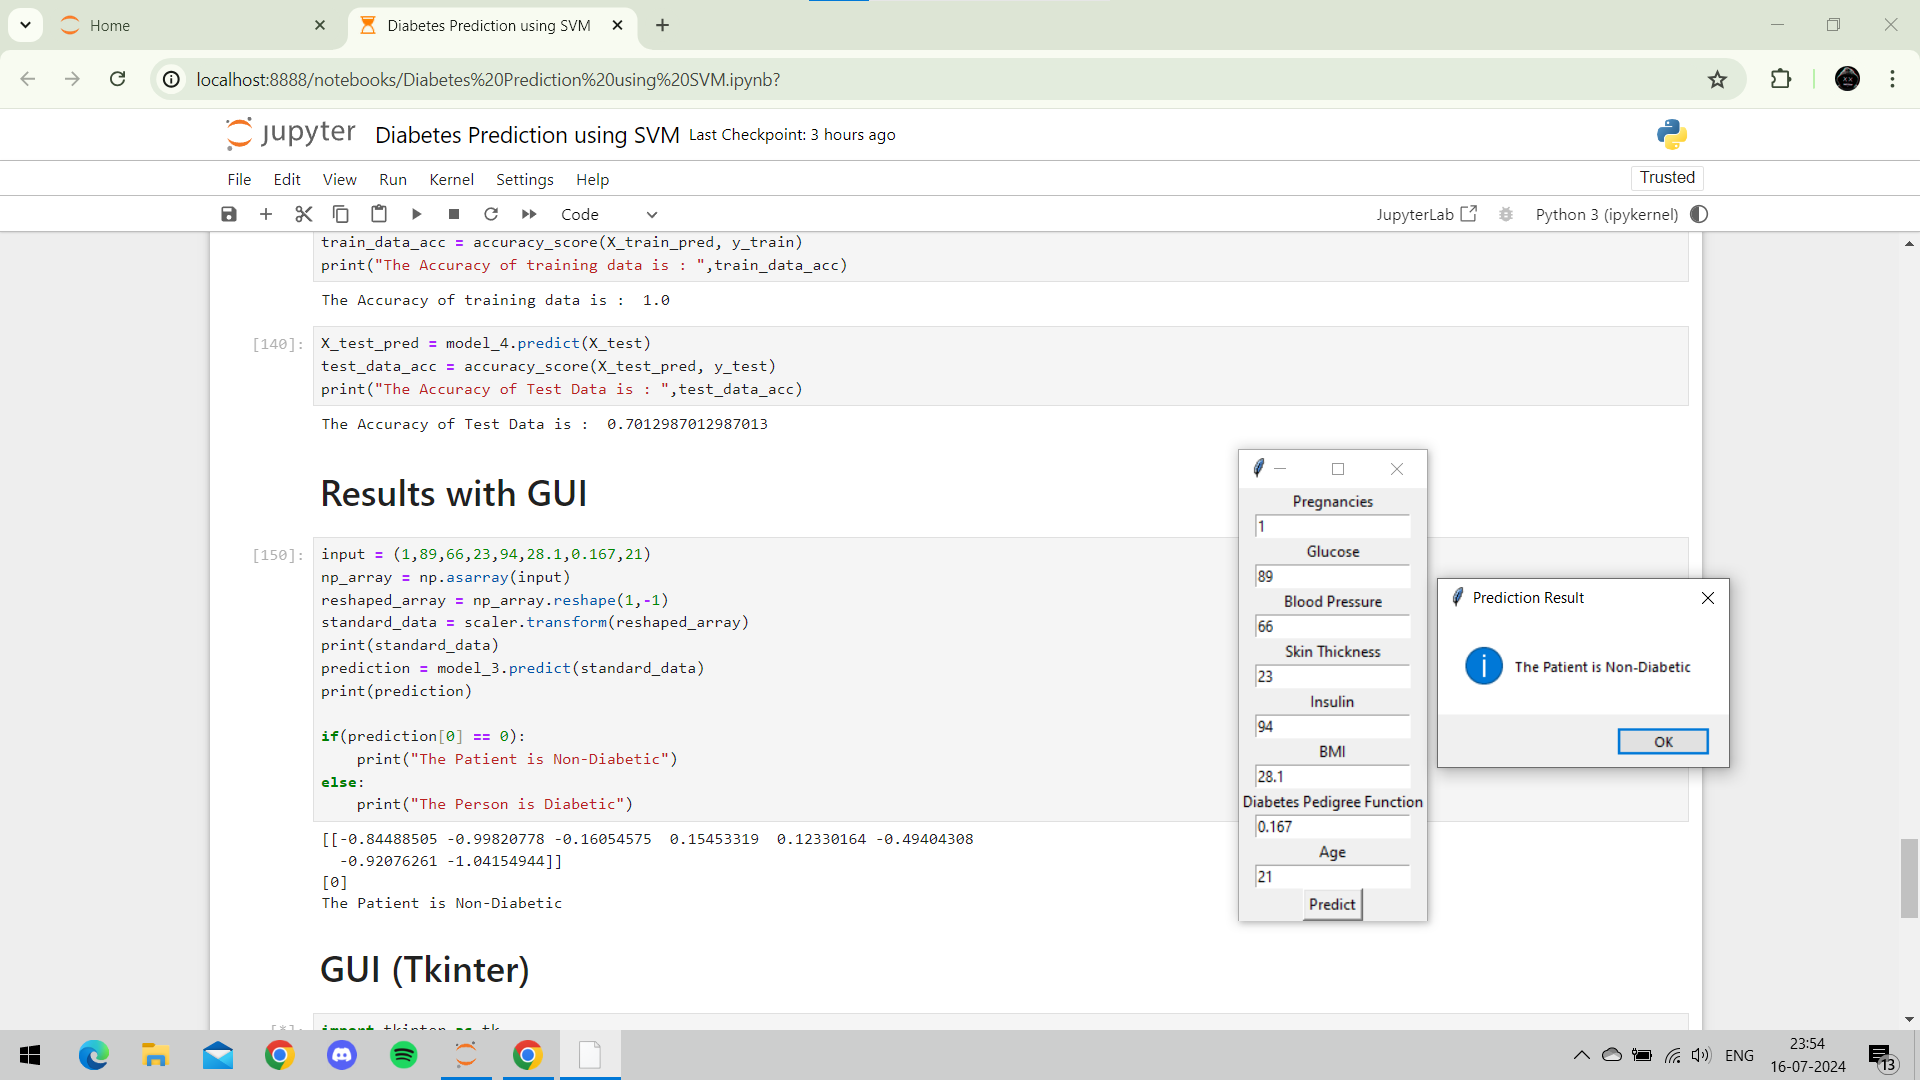 Home
Diabetes Prediction using SVM
localhost:8888/notebooks/Diabetes%20Prediction%20using%20SVM.ipynb?
jupyter Diabetes Prediction using SVM Last Checkpoint: 3 hours ago
File Edit View Run Kernel Settings Help
Trusted
Code
JupyterLab
Python 3 (ipykernel)
train_data_acc = accuracy_score(X_train_pred, y_train)
print("The Accuracy of training data is : ",train_data_acc)
The Accuracy of training data is :  1.0
[140]:
X_test_pred = model_4.predict(X_test)
test_data_acc = accuracy_score(X_test_pred, y_test)
print("The Accuracy of Test Data is : ",test_data_acc)
The Accuracy of Test Data is :  0.7012987012987013
Results with GUI
[150]:
input = (1,89,66,23,94,28.1,0.167,21)
np_array = np.asarray(input)
reshaped_array = np_array.reshape(1,-1)
standard_data = scaler.transform(reshaped_array)
print(standard_data)
prediction = model_3.predict(standard_data)
print(prediction)
if(prediction[0] == 0):
    print("The Patient is Non-Diabetic")
else:
    print("The Person is Diabetic")
[[-0.84488505 -0.99820778 -0.16054575  0.15453319  0.12330164 -0.49404308
  -0.92076261 -1.04154944]]
[0]
The Patient is Non-Diabetic
GUI (Tkinter)
[*]:
import tkinter as tk
Pregnancies
1
Glucose
89
Blood Pressure
66
Skin Thickness
23
Insulin
94
BMI
28.1
Diabetes Pedigree Function
0.167
Age
21
Predict
Prediction Result
The Patient is Non-Diabetic
OK
ENG
23:54
16-07-2024
13